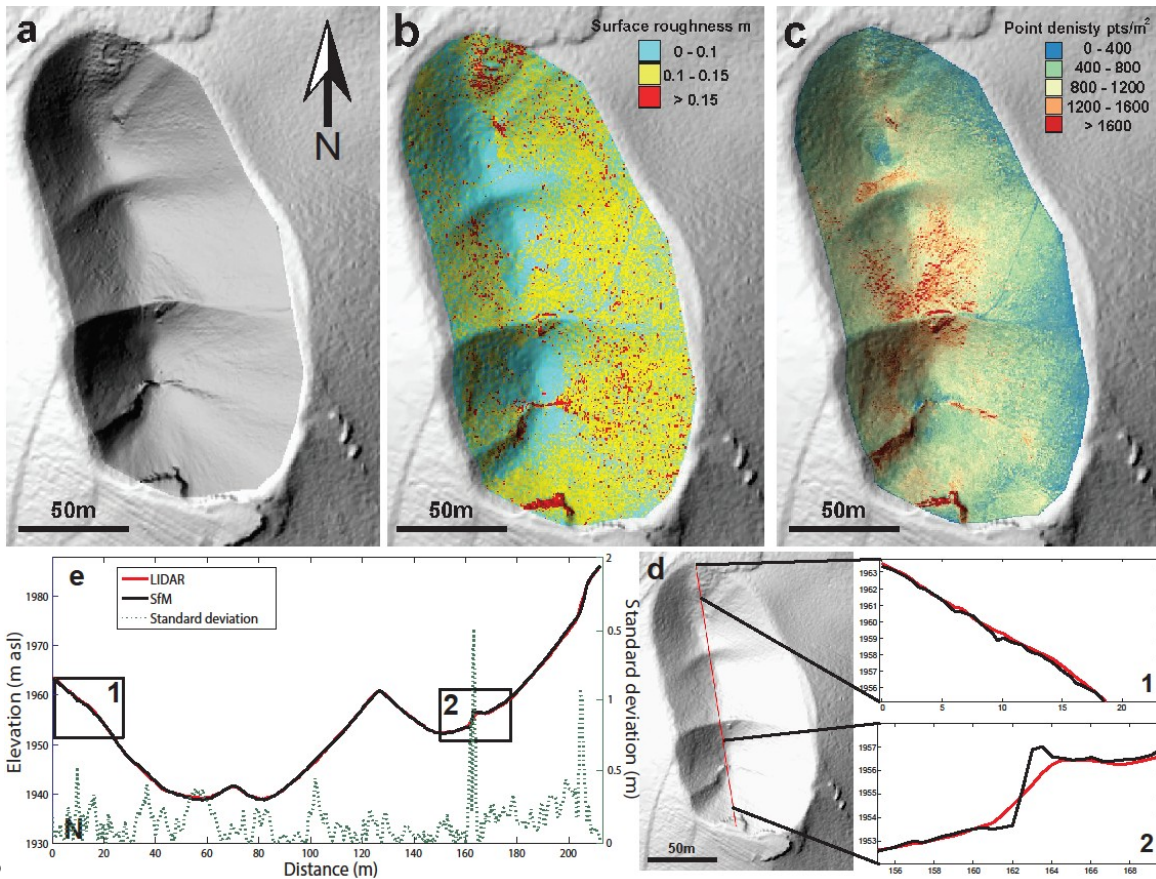 a
N
50m
b
Surface roughness m
0 - 0.1
0.1 - 0.15
> 0.15
50m
c
Point denisty pts/m²
0 - 400
400 - 800
800 - 1200
1200 - 1600
> 1600
50m
e
LIDAR
SfM
Standard deviation
Elevation (m asl)
1980
1970
1960
1950
1940
1930
1
2
N
0 20 40 60 80 100 120 140 160 180 200
Distance (m)
2
0.5
1
0.5
0
Standard deviation (m)
d
50m
1963
1962
1961
1960
1959
1958
1957
1956
0 5 10 15 20
1
1957
1956
1955
1954
1953
156 158 160 162 164 166 168
2